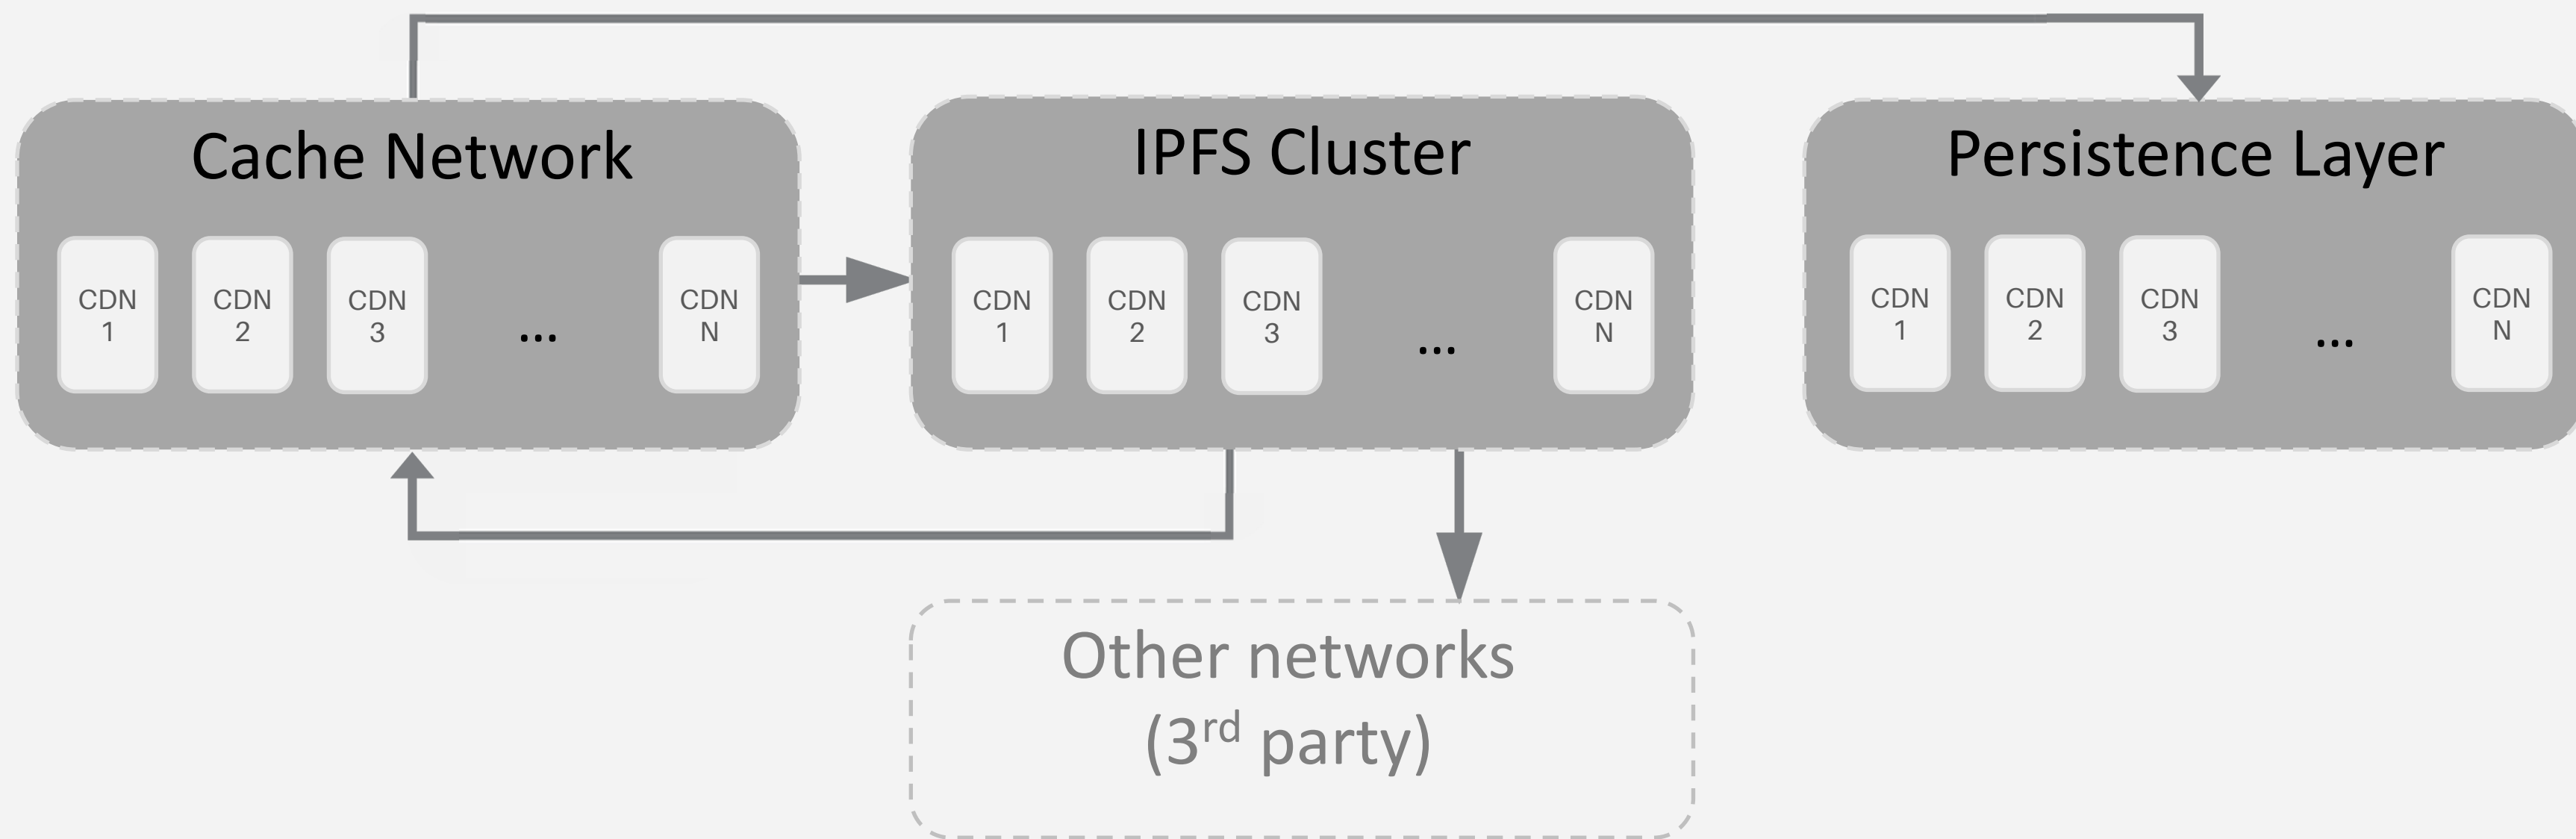 Cache Network
CDN
1
CDN
2
CDN
3
...
CDN
N
IPFS Cluster
CDN
1
CDN
2
CDN
3
...
CDN
N
Persistence Layer
CDN
1
CDN
2
CDN
3
...
CDN
N
Other networks
(3rd party)